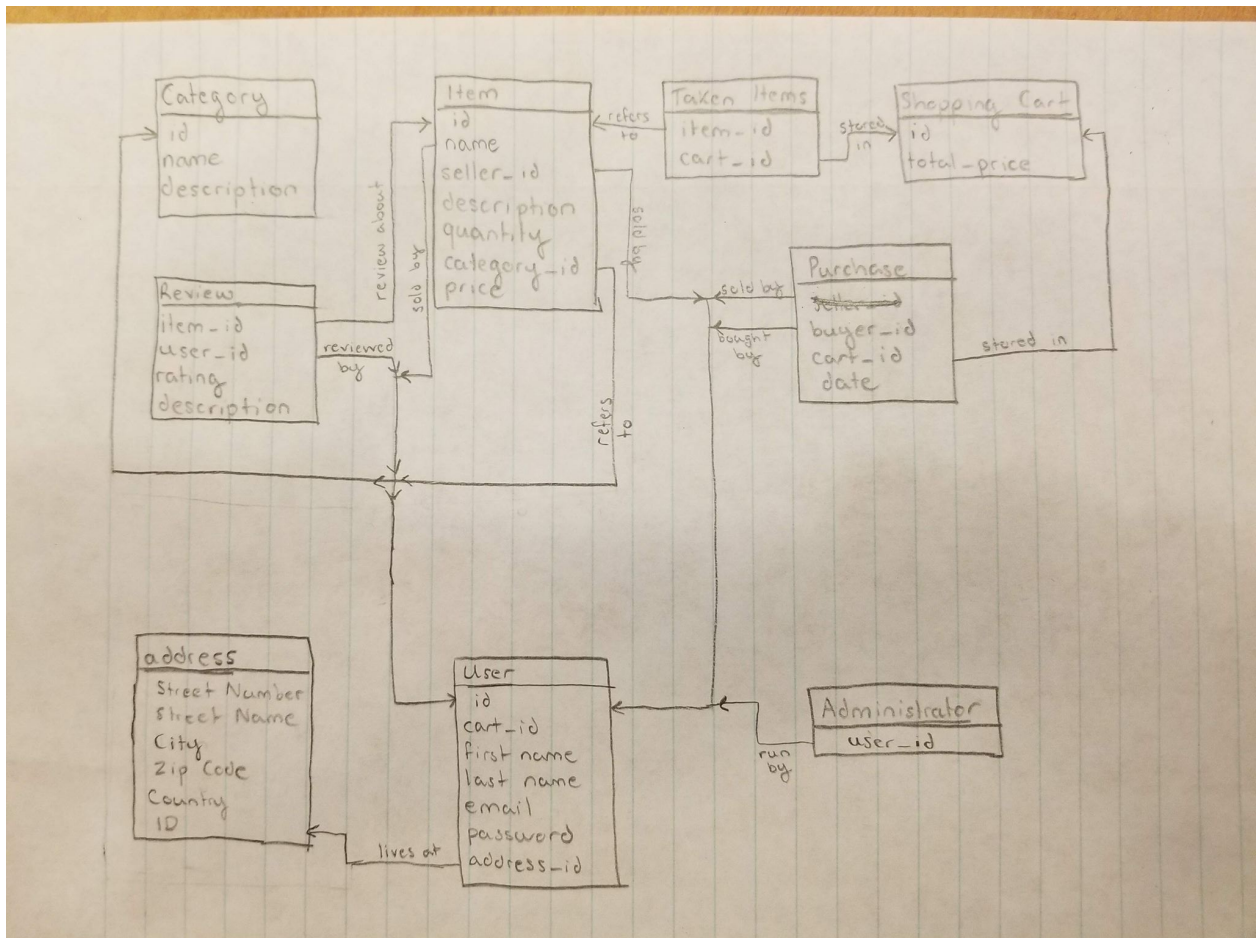 Category
id
name
description
Item
id
name
seller_id
description
quantity
category_id
price
refers
to
Taken Items
item_id
cart_id
stored
in
Shopping Cart
id
total_price
review about
sold by
sold by
Review
item_id
user_id
rating
description
reviewed
by
Purchase
seller_id
buyer_id
cart_id
date
sold by
bought
by
stored in
refers
to
address
Street Number
Street Name
City
Zip Code
Country
ID
lives at
User
id
cart_id
first name
last name
email
password
address_id
run
by
Administrator
user_id